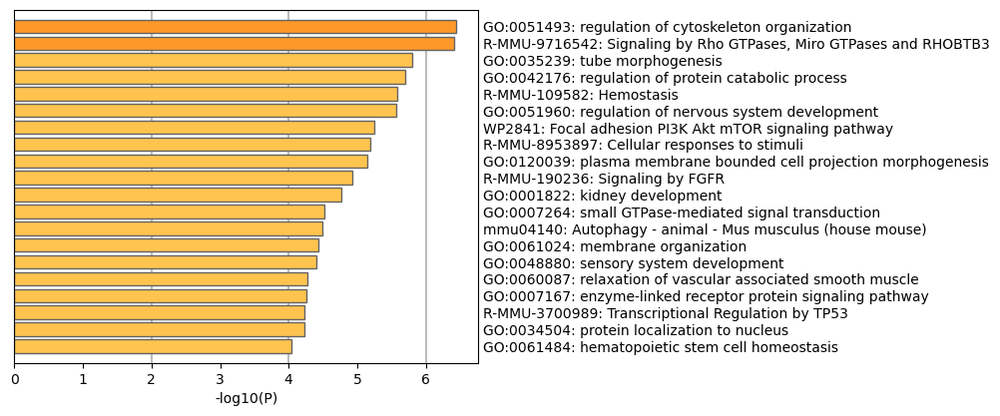 GO:0051493: regulation of cytoskeleton organization
R-MMU-9716542: Signaling by Rho GTPases, Miro GTPases and RHOBTB3
GO:0035239: tube morphogenesis
GO:0042176: regulation of protein catabolic process
R-MMU-109582: Hemostasis
GO:0051960: regulation of nervous system development
WP2841: Focal adhesion PI3K Akt mTOR signaling pathway
R-MMU-8953897: Cellular responses to stimuli
GO:0120039: plasma membrane bounded cell projection morphogenesis
R-MMU-190236: Signaling by FGFR
GO:0001822: kidney development
GO:0007264: small GTPase-mediated signal transduction
mmu04140: Autophagy - animal - Mus musculus (house mouse)
GO:0061024: membrane organization
GO:0048880: sensory system development
GO:0060087: relaxation of vascular associated smooth muscle
GO:0007167: enzyme-linked receptor protein signaling pathway
R-MMU-3700989: Transcriptional Regulation by TP53
GO:0034504: protein localization to nucleus
GO:0061484: hematopoietic stem cell homeostasis
0 1 2 3 4 5 6
-log10(P)